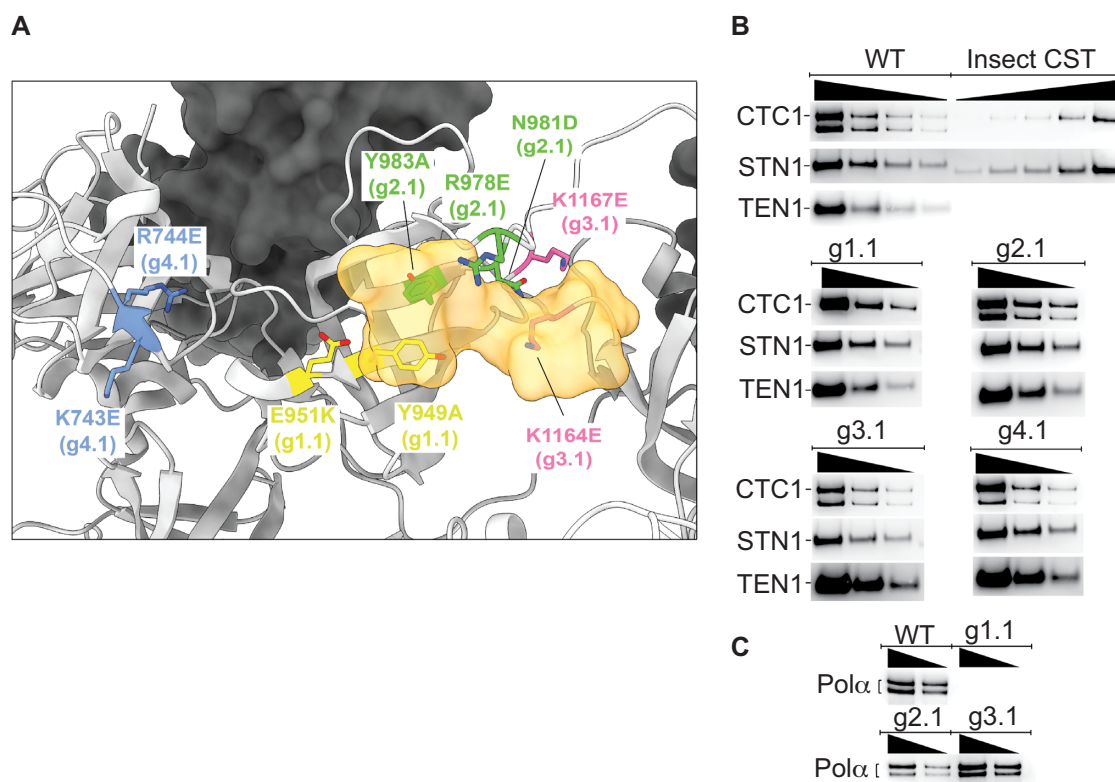 A
Y983A
(g2.1)
N981D
(g2.1)
R978E
(g2.1)
K1167E
(g3.1)
R744E
(g4.1)
K743E
(g4.1)
E951K
(g1.1)
Y949A
(g1.1)
K1164E
(g3.1)
B
WT Insect CST
CTC1
STN1
TEN1
g1.1 g2.1
CTC1
STN1
TEN1
g3.1 g4.1
CTC1
STN1
TEN1
C
WT g1.1
Polα
g2.1 g3.1
Polα